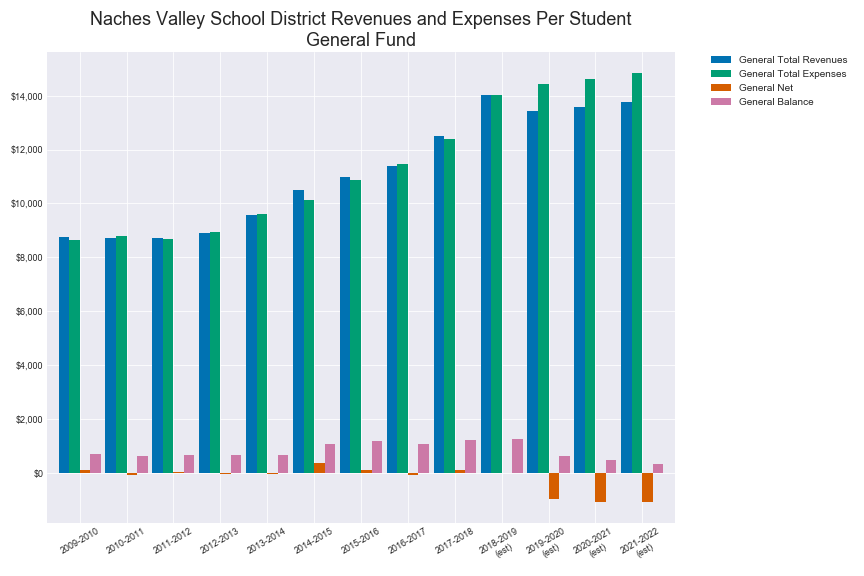 Naches Valley School District Revenues and Expenses Per Student
General Fund
General Total Revenues
General Total Expenses
General Net
General Balance
$14,000
$12,000
$10,000
$8,000
$6,000
$4,000
$2,000
$0
2009-2010
2010-2011
2011-2012
2012-2013
2013-2014
2014-2015
2015-2016
2016-2017
2017-2018
2018-2019
(est)
2019-2020
(est)
2020-2021
(est)
2021-2022
(est)